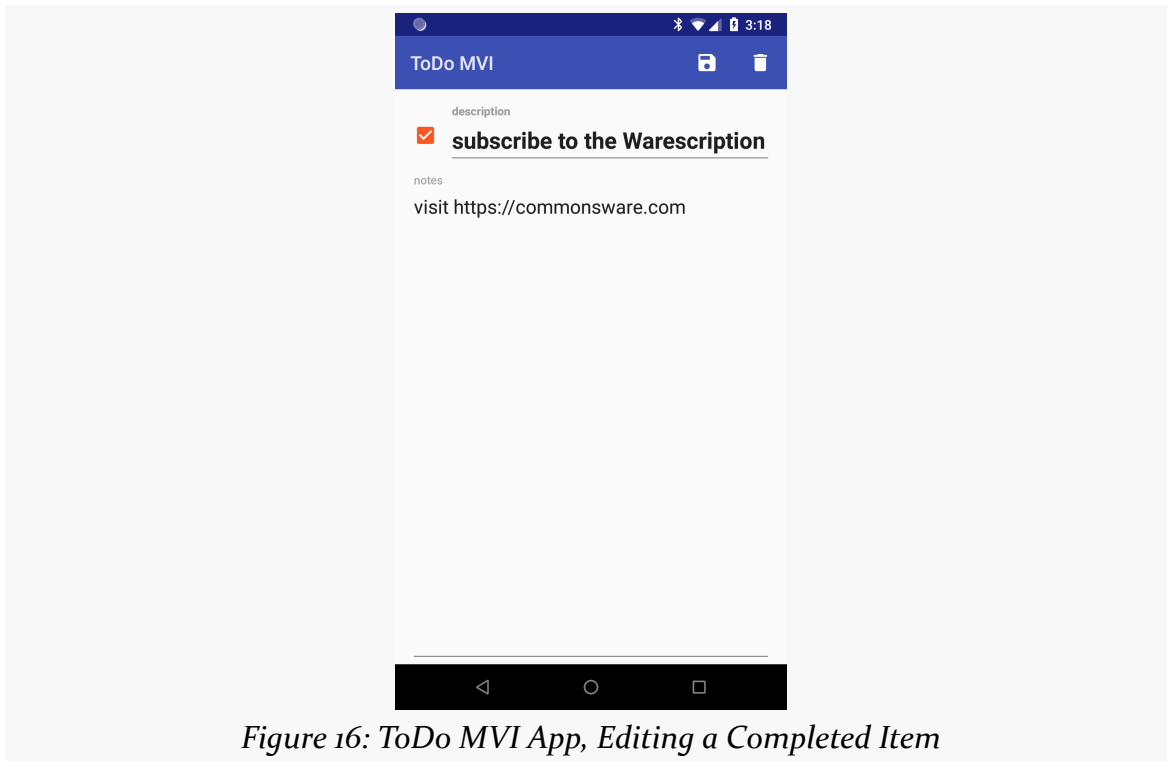 3:18
ToDo MVI
description
subscribe to the Warescription
notes
visit https://commonsware.com
Figure 16: ToDo MVI App, Editing a Completed Item